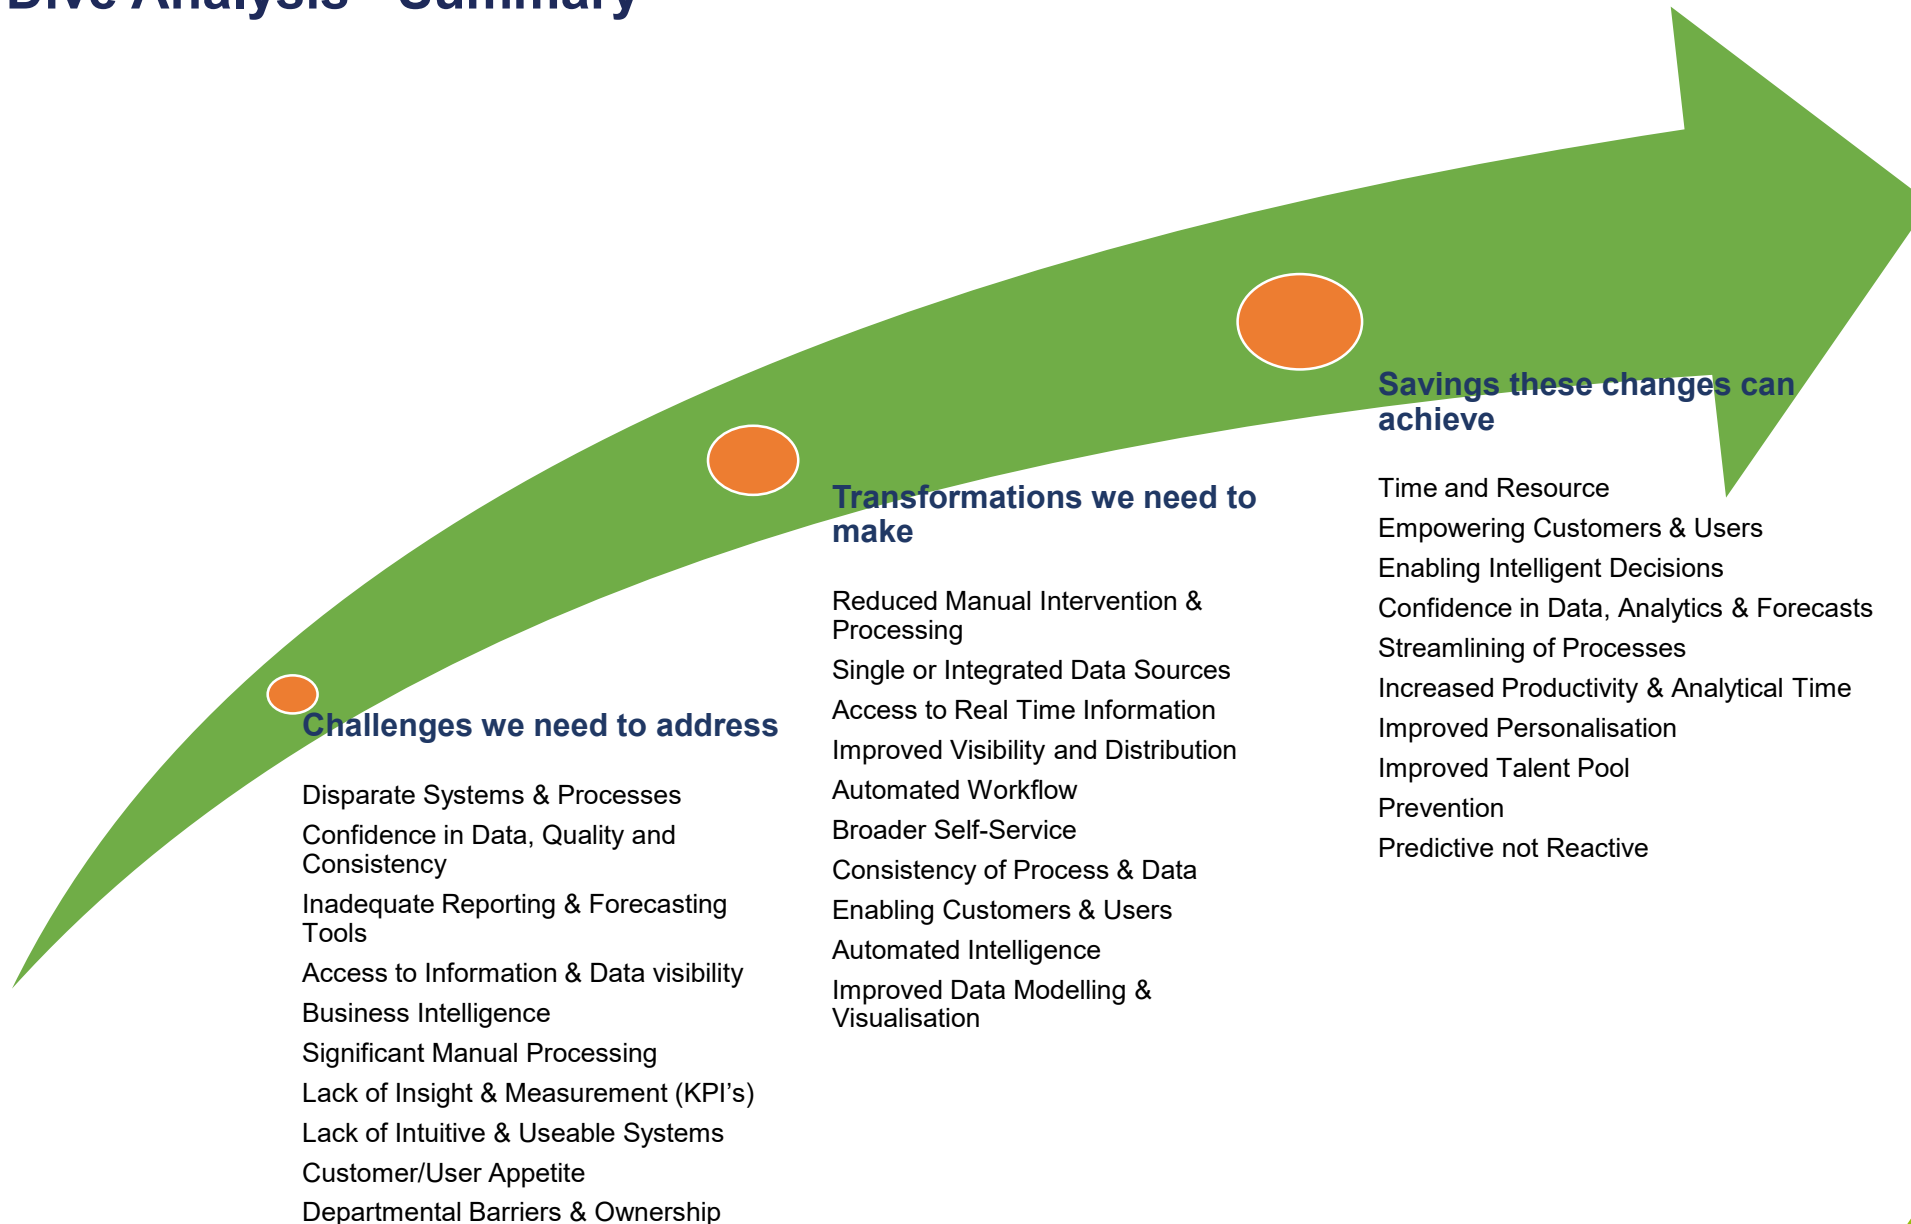 Dive Analysis - Summary
Challenges we need to address
Disparate Systems & Processes
Confidence in Data, Quality and
Consistency
Inadequate Reporting & Forecasting
Tools
Access to Information & Data visibility
Business Intelligence
Significant Manual Processing
Lack of Insight & Measurement (KPI’s)
Lack of Intuitive & Useable Systems
Customer/User Appetite
Departmental Barriers & Ownership
Transformations we need to
make
Reduced Manual Intervention &
Processing
Single or Integrated Data Sources
Access to Real Time Information
Improved Visibility and Distribution
Automated Workflow
Broader Self-Service
Consistency of Process & Data
Enabling Customers & Users
Automated Intelligence
Improved Data Modelling &
Visualisation
Savings these changes can
achieve
Time and Resource
Empowering Customers & Users
Enabling Intelligent Decisions
Confidence in Data, Analytics & Forecasts
Streamlining of Processes
Increased Productivity & Analytical Time
Improved Personalisation
Improved Talent Pool
Prevention
Predictive not Reactive